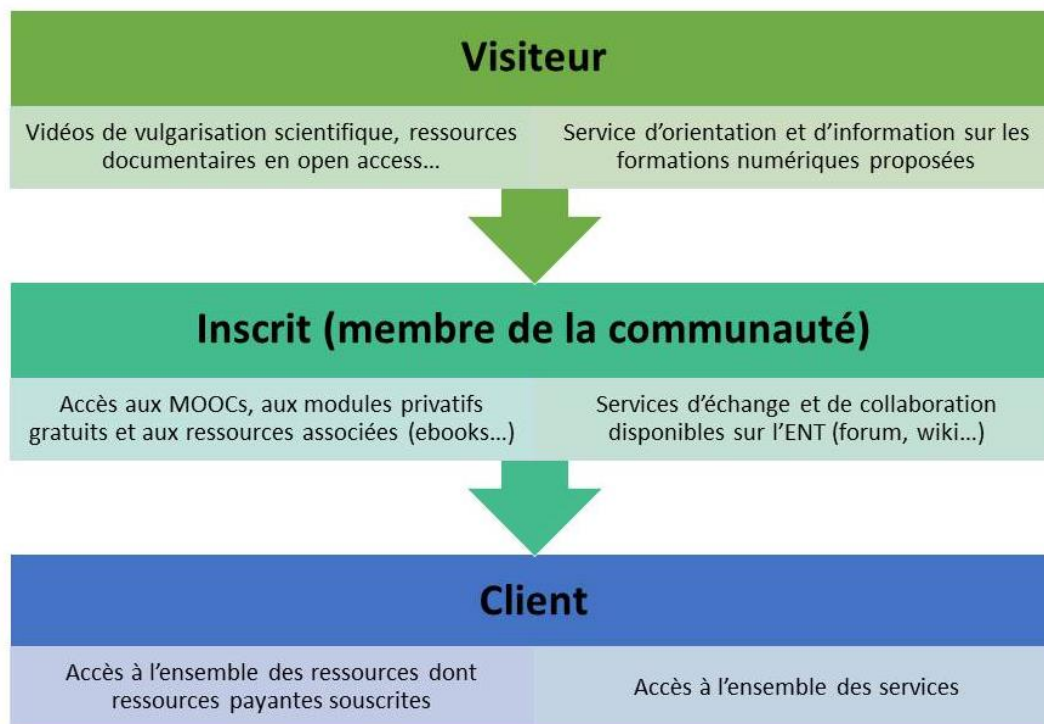 Visiteur
Vidéos de vulgarisation scientifique, ressources
documentaires en open access...
Service d'orientation et d'information sur les
formations numériques proposées
Inscrit (membre de la communauté)
Accès aux MOOCs, aux modules privatifs
gratuits et aux ressources associées (ebooks...)
Services d'échange et de collaboration
disponibles sur l'ENT (forum, wiki...)
Client
Accès à l'ensemble des ressources dont
ressources payantes souscrites
Accès à l'ensemble des services